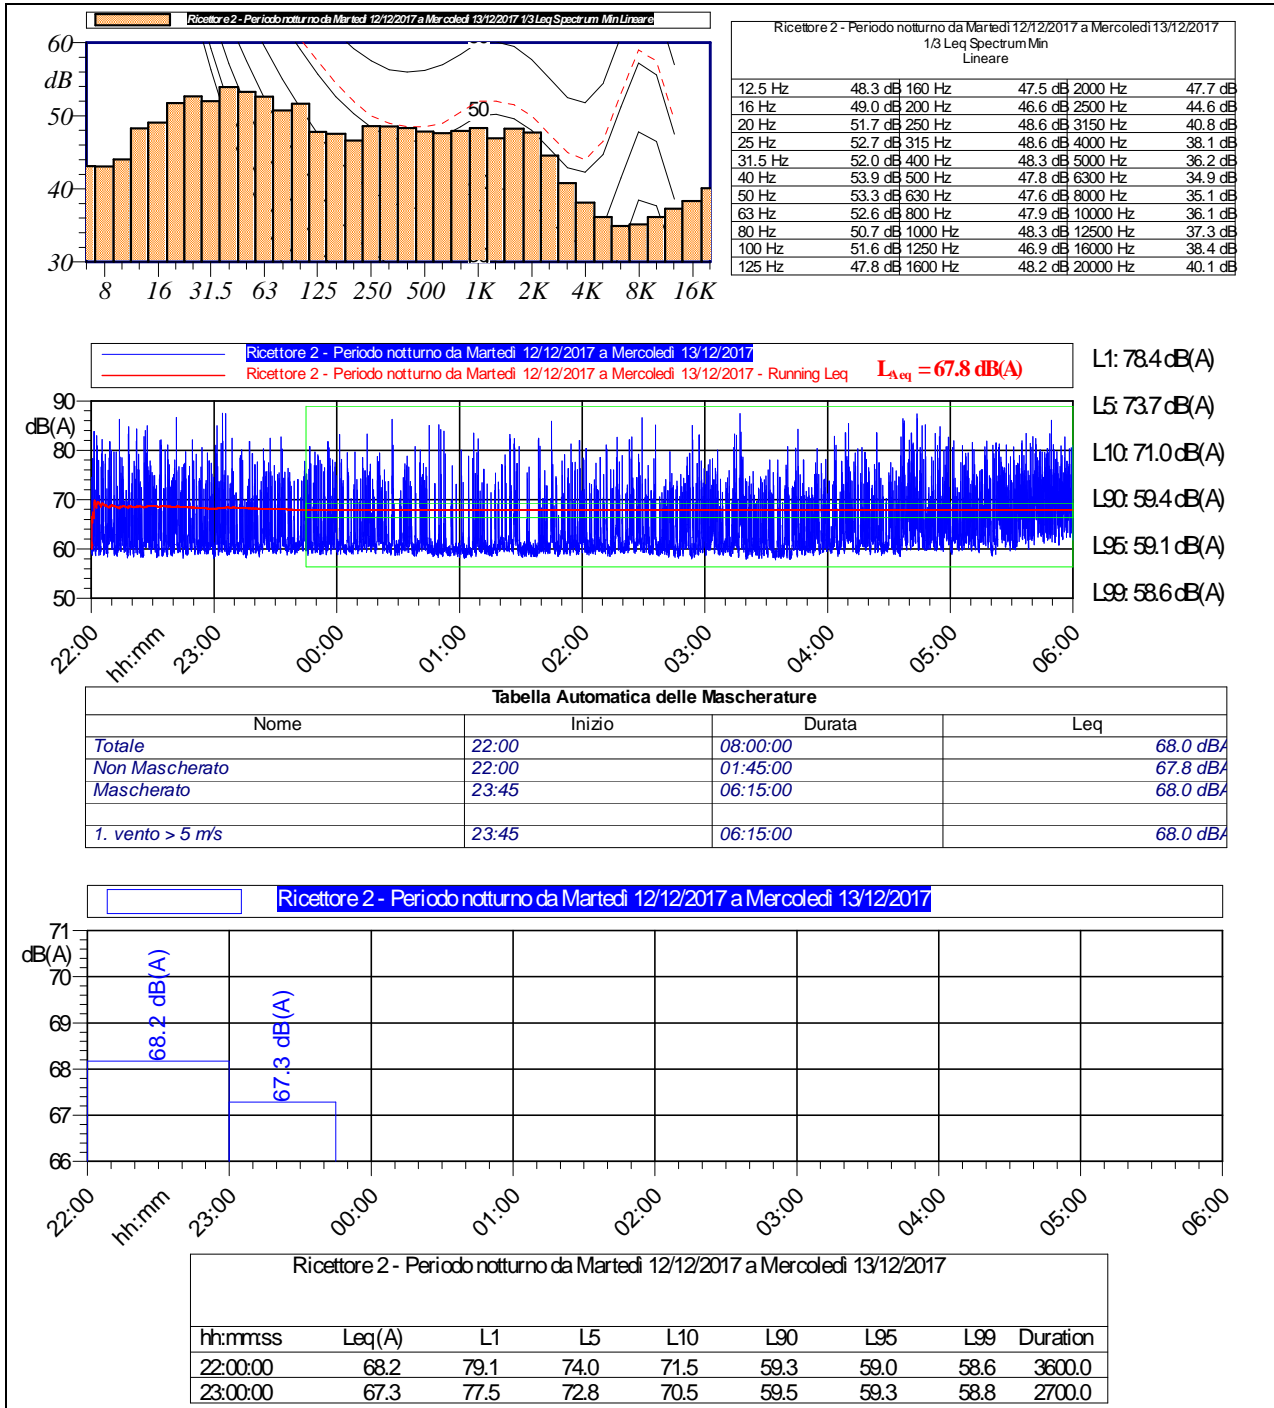 Ricettore 2 - Periodo notturno da Martedì 12/12/2017 a Mercoledì 13/12/2017 1/3 Leq Spectrum Min Lineare
60
dB
50
40
30
50
8 16 31.5 63 125 250 500 1K 2K 4K 8K 16K
Ricettore 2 - Periodo notturno da Martedì 12/12/2017 a Mercoledì 13/12/2017
1/3 Leq Spectrum Min
Lineare
12.5 Hz 48.3 dB 160 Hz 47.5 dB 2000 Hz 47.7 dB
16 Hz 49.0 dB 200 Hz 46.6 dB 2500 Hz 44.6 dB
20 Hz 51.7 dB 250 Hz 48.6 dB 3150 Hz 40.8 dB
25 Hz 52.7 dB 315 Hz 48.6 dB 4000 Hz 38.1 dB
31.5 Hz 52.0 dB 400 Hz 48.3 dB 5000 Hz 36.2 dB
40 Hz 53.9 dB 500 Hz 47.8 dB 6300 Hz 34.9 dB
50 Hz 53.3 dB 630 Hz 47.6 dB 8000 Hz 35.1 dB
63 Hz 52.6 dB 800 Hz 47.9 dB 10000 Hz 36.1 dB
80 Hz 50.7 dB 1000 Hz 48.3 dB 12500 Hz 37.3 dB
100 Hz 51.6 dB 1250 Hz 46.9 dB 16000 Hz 38.4 dB
125 Hz 47.8 dB 1600 Hz 48.2 dB 20000 Hz 40.1 dB
Ricettore 2 - Periodo notturno da Martedì 12/12/2017 a Mercoledì 13/12/2017
Ricettore 2 - Periodo notturno da Martedì 12/12/2017 a Mercoledì 13/12/2017 - Running Leq LAeq = 67.8 dB(A)
L1: 78.4 dB(A)
L5: 73.7 dB(A)
L10: 71.0 dB(A)
L90: 59.4 dB(A)
L95: 59.1 dB(A)
L99: 58.6 dB(A)
90
dB(A)
80
70
60
50
22:00 hh:mm 23:00 00:00 01:00 02:00 03:00 04:00 05:00 06:00
Tabella Automatica delle Mascherature
Nome Inizio Durata Leq
Totale 22:00 08:00:00 68.0 dBA
Non Mascherato 22:00 01:45:00 67.8 dBA
Mascherato 23:45 06:15:00 68.0 dBA
1. vento > 5 m/s 23:45 06:15:00 68.0 dBA
Ricettore 2 - Periodo notturno da Martedì 12/12/2017 a Mercoledì 13/12/2017
71
dB(A)
70
69
68
67
66
68.2 dB(A)
67.3 dB(A)
22:00 hh:mm 23:00 00:00 01:00 02:00 03:00 04:00 05:00 06:00
Ricettore 2 - Periodo notturno da Martedì 12/12/2017 a Mercoledì 13/12/2017
hh:mm:ss Leq(A) L1 L5 L10 L90 L95 L99 Duration
22:00:00 68.2 79.1 74.0 71.5 59.3 59.0 58.6 3600.0
23:00:00 67.3 77.5 72.8 70.5 59.5 59.3 58.8 2700.0